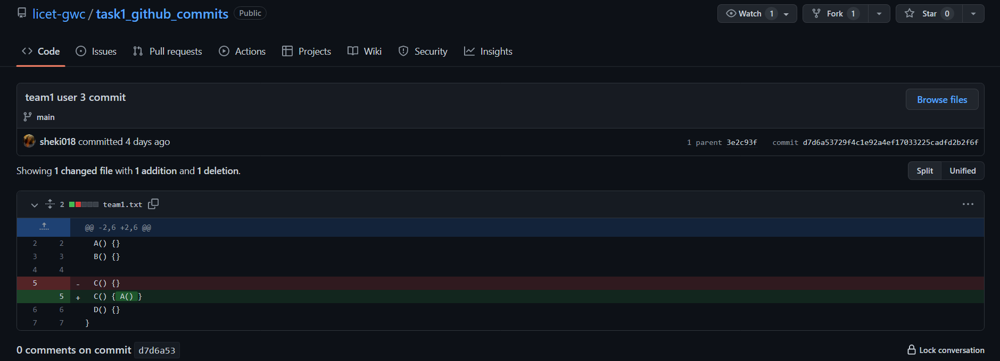 licet-gwc / task1_github_commits Public Watch 1 Fork 1 Star 0
Code Issues Pull requests Actions Projects Wiki Security Insights
team1 user 3 commit
Browse files
main
sheki018 committed 4 days ago 1 parent 3e2c93f commit d7d6a53729f4c1e92a4ef17033225cadfd2b2f6f
Showing 1 changed file with 1 addition and 1 deletion. Split Unified
2 team1.txt
@@ -2,6 +2,6 @@
2 2 A() {}
3 3 B() {}
4 4
5 - C() {}
5 + C() { A() }
6 6 D() {}
7 7 }
0 comments on commit d7d6a53 Lock conversation